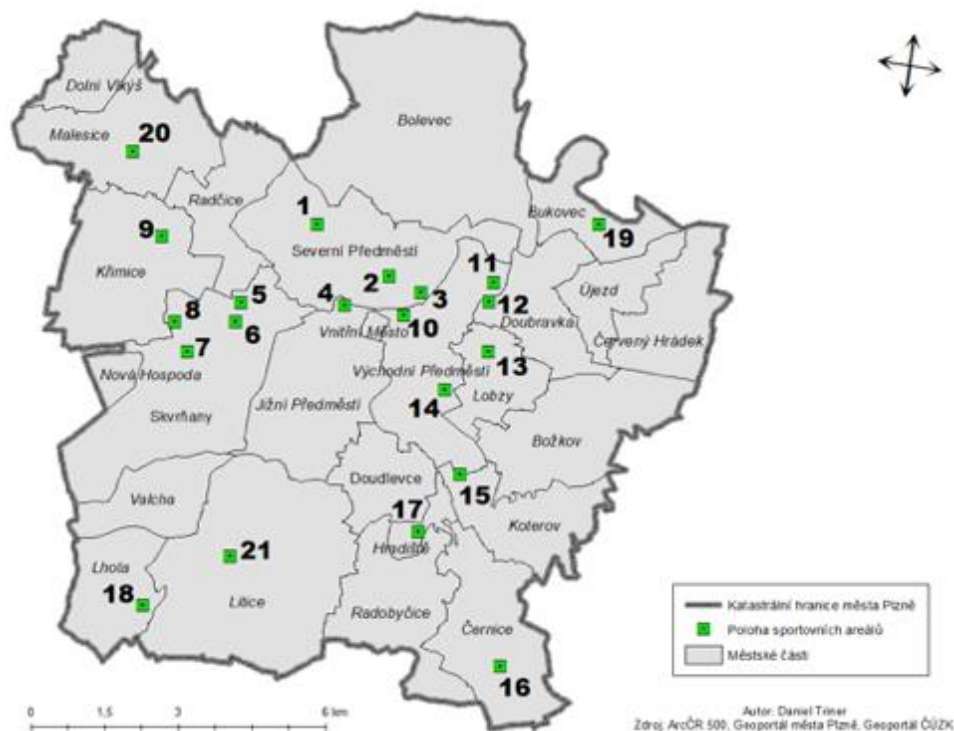 Dolní Vlkýš
Bolevec
Malesice
20
Radčice
1
Bukovec
9
19
Severní Předměstí
Křimice
2
11
Újezd
5
4
3
12
8
6
10
Doubravka
Vnitřní Město
Červený Hrádek
7
13
Nová Hospoda
Východní Předměstí
Lobzy
Jižní Předměstí
14
Skvrňany
Božkov
Doudlevce
15
Valcha
17
Koterov
Hradiště
21
Lhota
18
Litice
Radobyčice
Černice
16
Katastrální hranice města Plzně
Poloha sportovních areálů
Městské části
0 1,5 3 6 km
Autor: Daniel Triner
Zdroj: ArcČR 500, Geoportál města Plzně, Geoportál ČÚZK